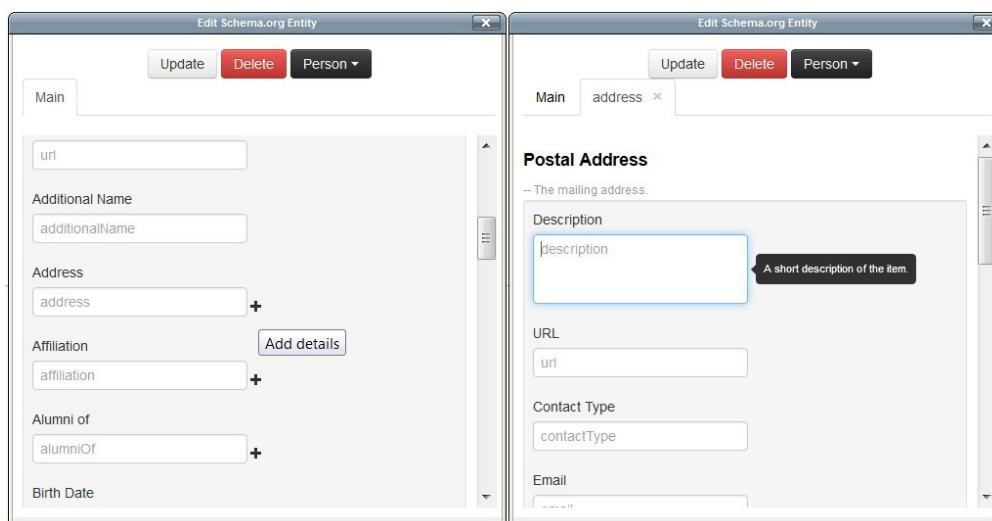 Edit Schema.org Entity
Update Delete Person
Main
url
Additional Name
additionalName
Address
address
Add details
Affiliation
affiliation
Alumni of
alumniOf
Birth Date
Edit Schema.org Entity
Update Delete Person
Main address ×
Postal Address
-- The mailing address.
Description
description
A short description of the item.
URL
url
Contact Type
contactType
Email
email